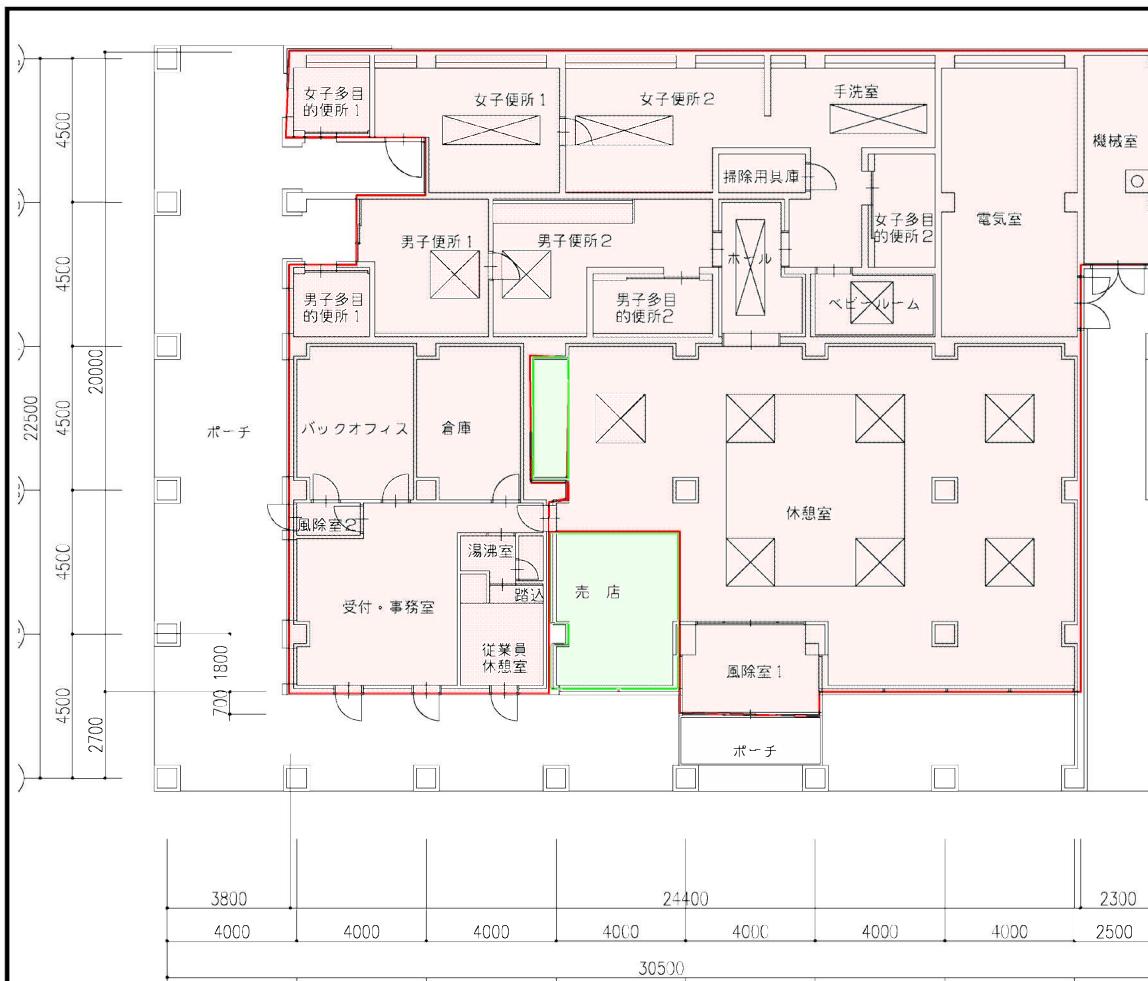 女子多目
的便所1
女子便所1
女子便所2
手洗室
機械室
掃除用具庫
女子多目
的便所2
電気室
男子便所1
男子便所2
ホール
男子多目
的便所1
男子多目
的便所2
ベビールーム
バックオフィス
倉庫
ポーチ
休憩室
風除室2
湯沸室
踏込
売 店
受付・事務室
従業員
休憩室
風除室1
ポーチ
4500
4500
4500
4500
4500
22500
20000
2700
1800
700
3800
24400
2300
4000
4000
4000
4000
4000
4000
4000
2500
30500